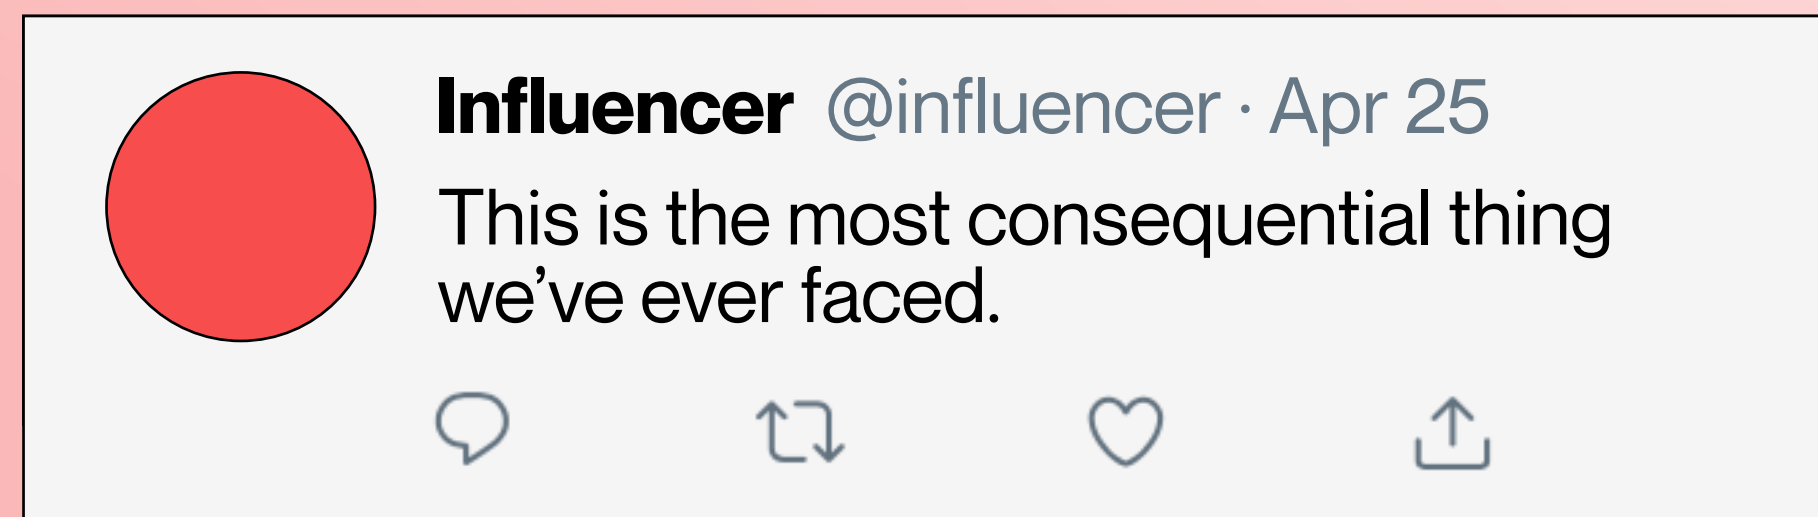 Influencer @influencer · Apr 25
This is the most consequential thing
we’ve ever faced.